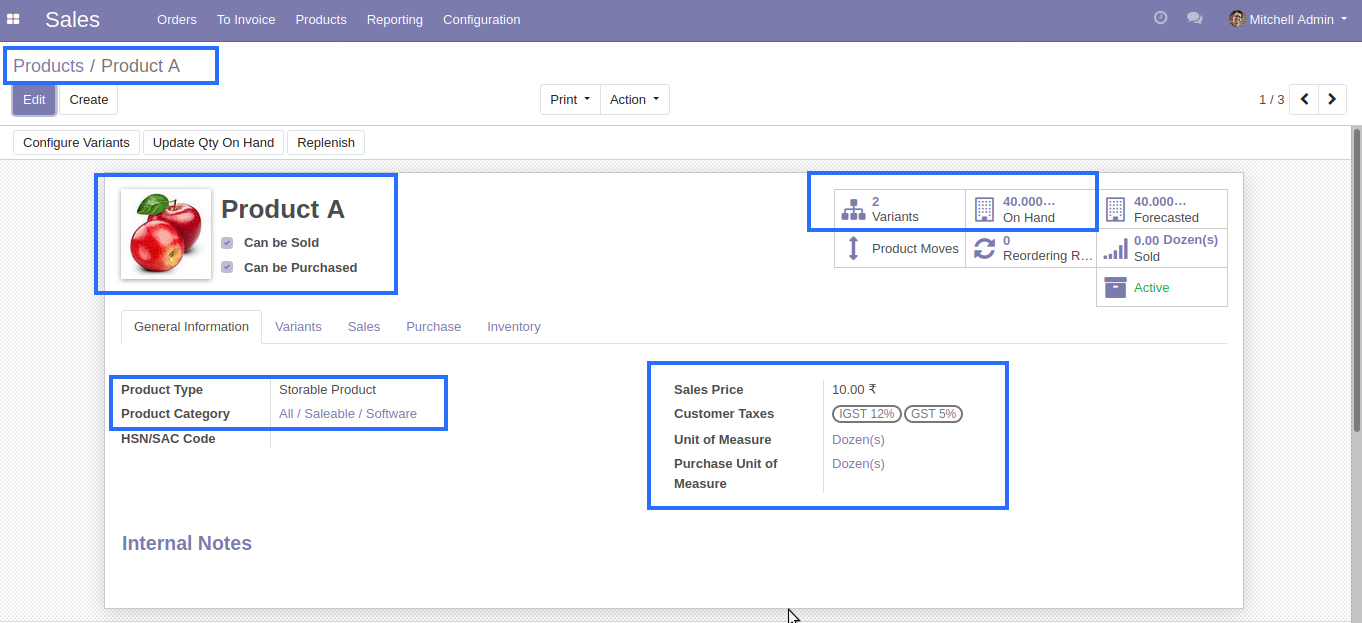 Sales Orders To Invoice Products Reporting Configuration Mitchell Admin
Products / Product A
Edit Create Print Action 1 / 3
Configure Variants Update Qty On Hand Replenish
Product A
Can be Sold
Can be Purchased
2
Variants
40.000...
On Hand
40.000...
Forecasted
Product Moves
0
Reordering R...
0.00 Dozen(s)
Sold
Active
General Information Variants Sales Purchase Inventory
Product Type Storable Product
Product Category All / Saleable / Software
HSN/SAC Code
Sales Price 10.00 ₹
Customer Taxes IGST 12% GST 5%
Unit of Measure Dozen(s)
Purchase Unit of Dozen(s)
Measure
Internal Notes